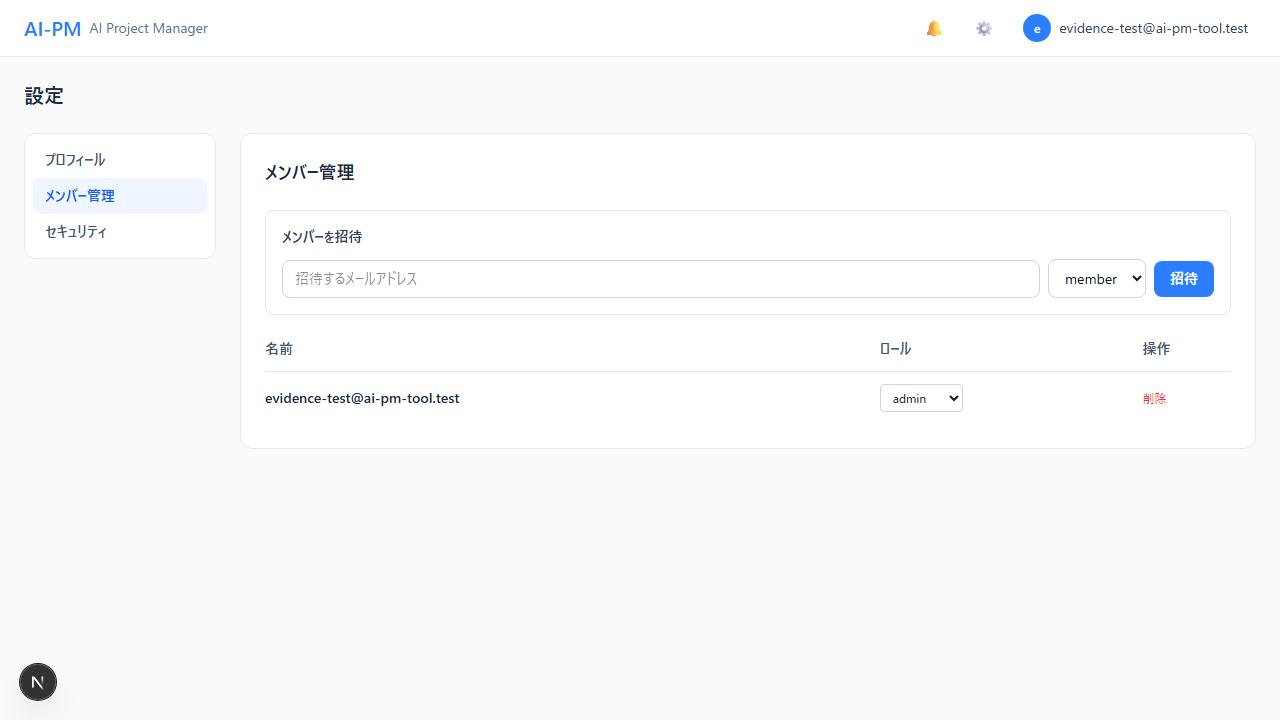 AI-PM AI Project Manager
e evidence-test@ai-pm-tool.test
設定
プロフィール
メンバー管理
セキュリティ
メンバー管理
メンバーを招待
招待するメールアドレス member 招待
名前 ロール 操作
evidence-test@ai-pm-tool.test admin 削除
N